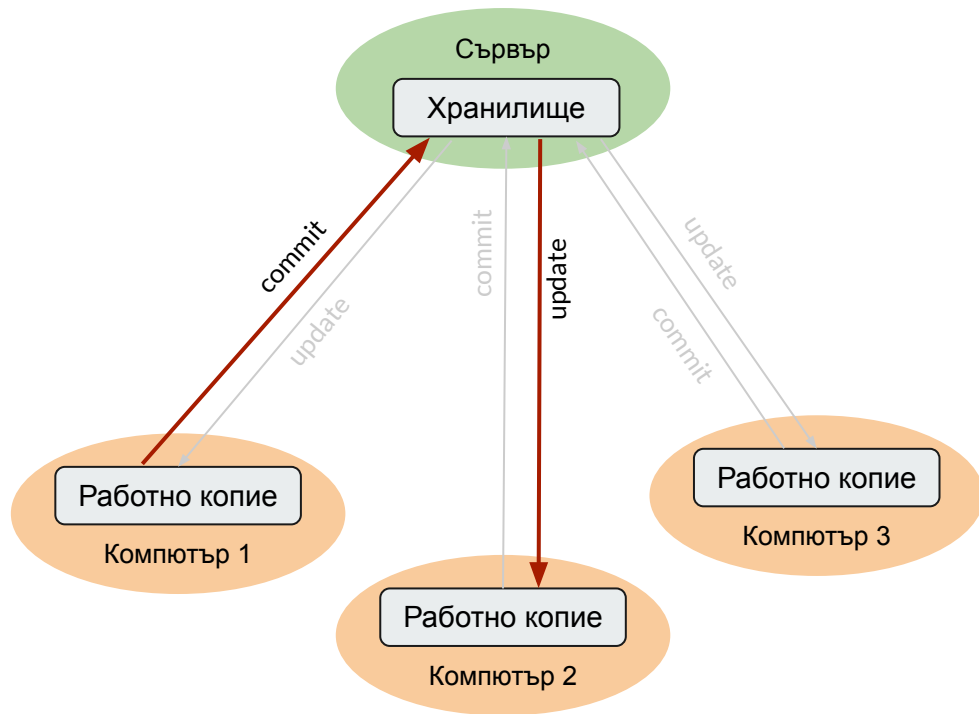 Сървър
Хранилище
commit
update
commit
update
update
commit
Работно копие
Компютър 1
Работно копие
Компютър 2
Работно копие
Компютър 3